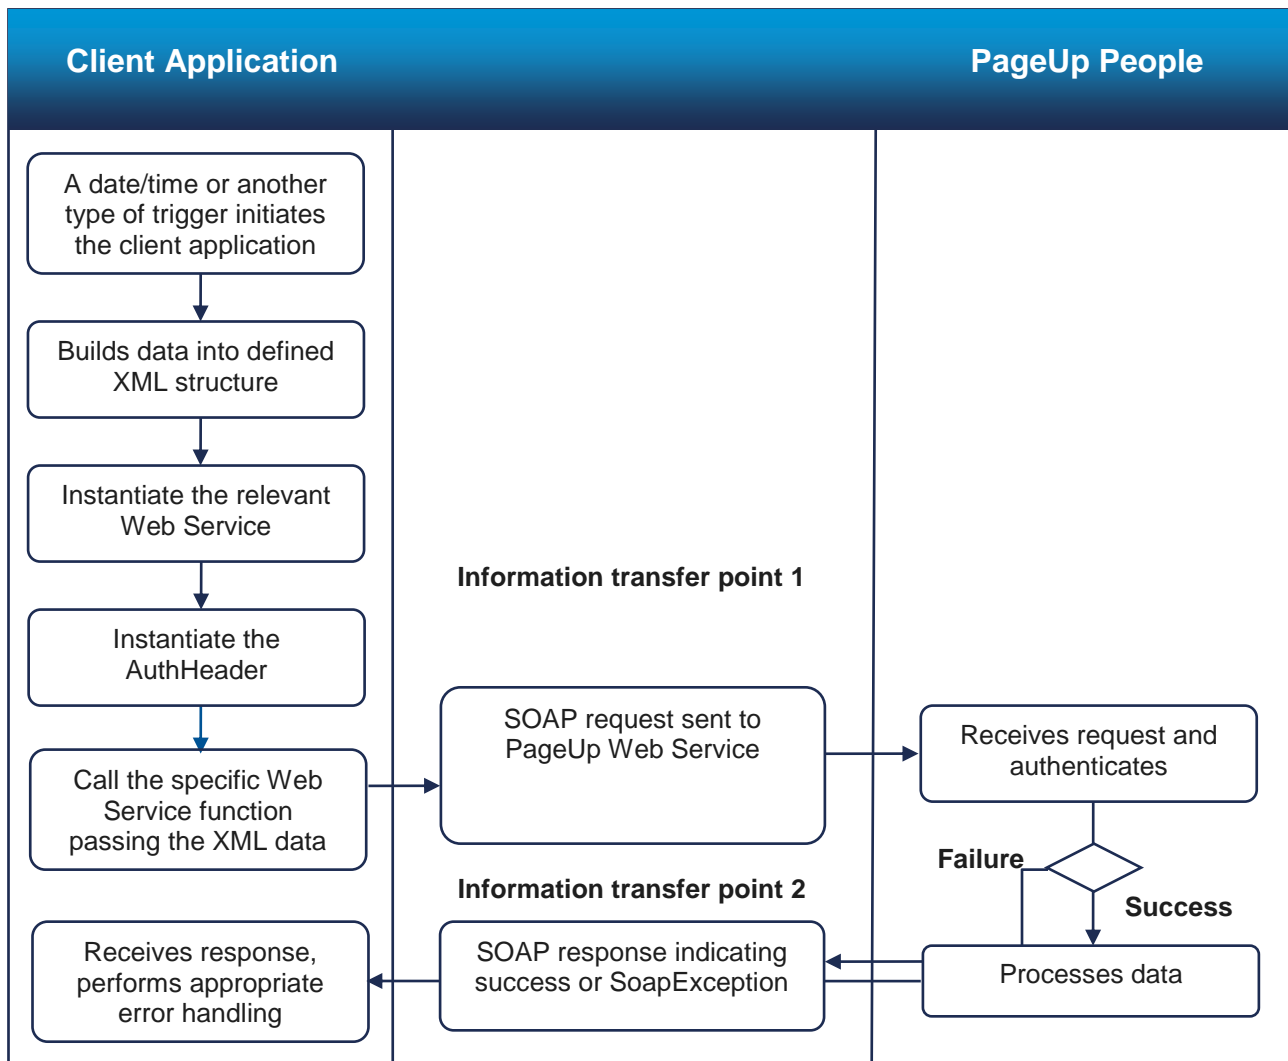 Client Application
PageUp People
A date/time or another
type of trigger initiates
the client application
Builds data into defined
XML structure
Instantiate the relevant
Web Service
Information transfer point 1
Instantiate the
AuthHeader
SOAP request sent to
PageUp Web Service
Receives request and
authenticates
Call the specific Web
Service function
passing the XML data
Failure
Success
Information transfer point 2
Receives response,
performs appropriate
error handling
SOAP response indicating
success or SoapException
Processes data